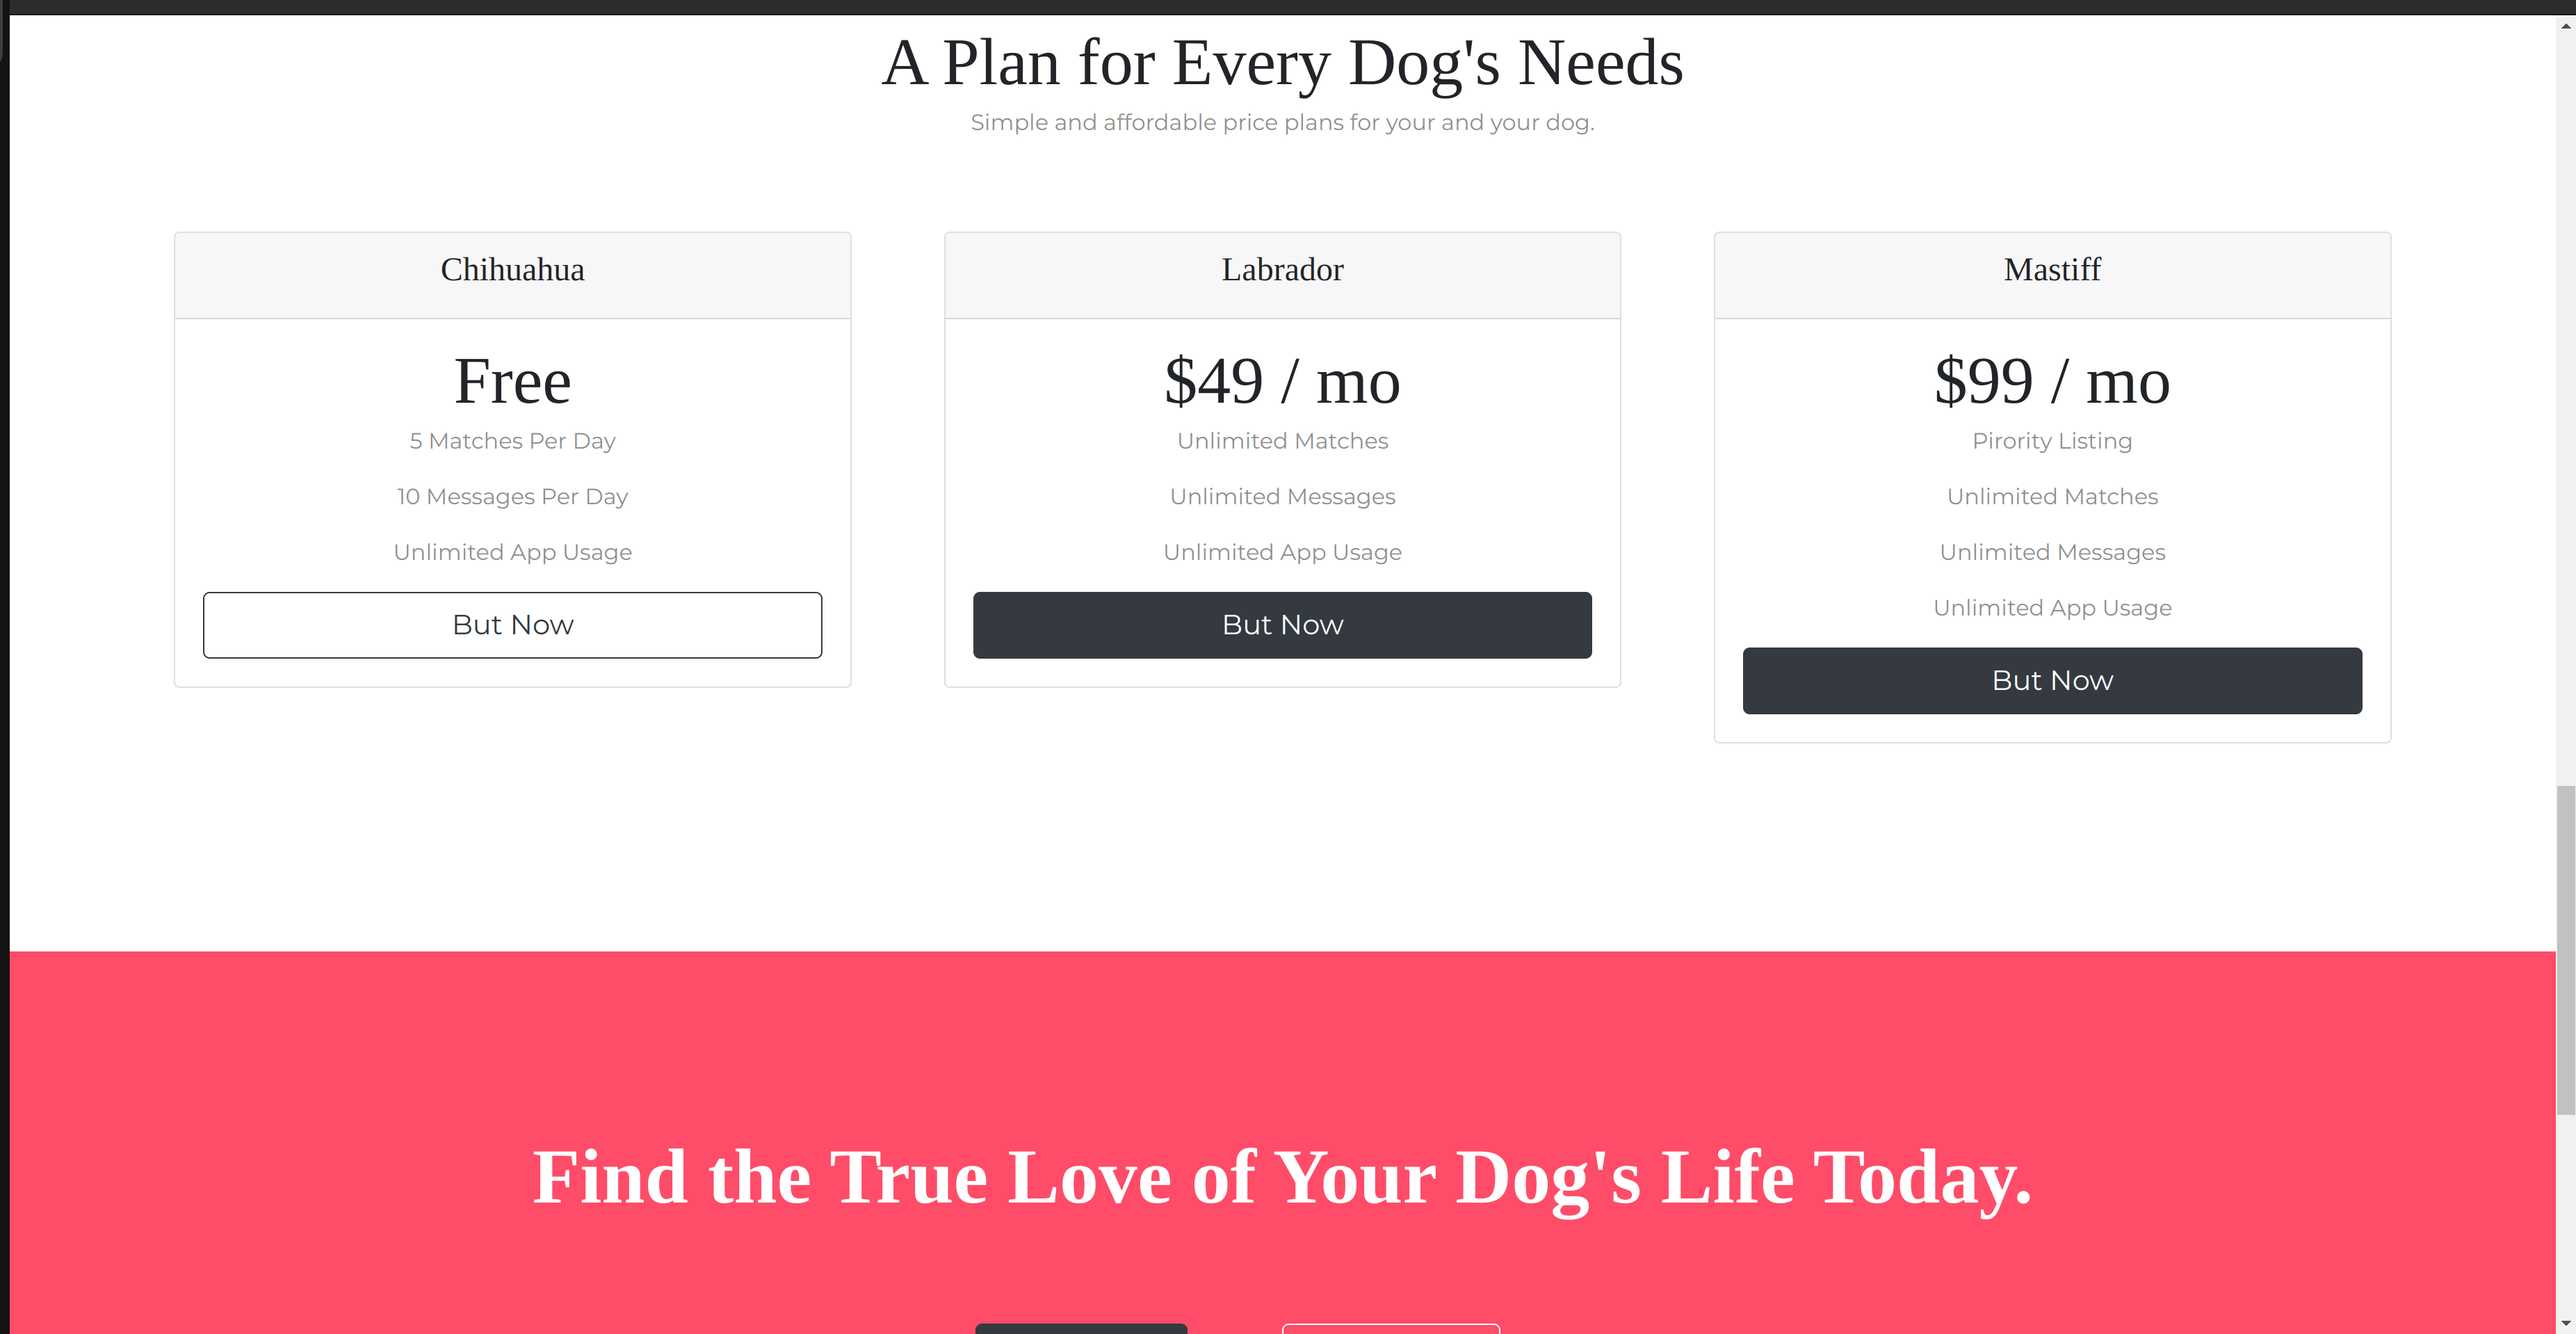 A Plan for Every Dog's Needs
Simple and affordable price plans for your and your dog.
Chihuahua
Free
5 Matches Per Day
10 Messages Per Day
Unlimited App Usage
But Now
Labrador
$49 / mo
Unlimited Matches
Unlimited Messages
Unlimited App Usage
But Now
Mastiff
$99 / mo
Pirority Listing
Unlimited Matches
Unlimited Messages
Unlimited App Usage
But Now
Find the True Love of Your Dog's Life Today.